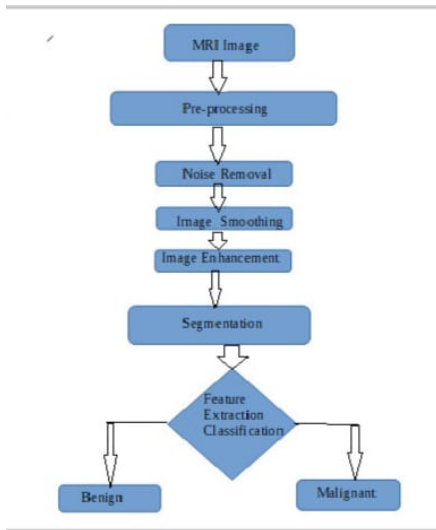 MRI Image
Pre-processing
Noise Removal
Image Smoothing
Image Enhancement.
Segmentation
Feature
Extraction
Classification
Benign
Malignant.